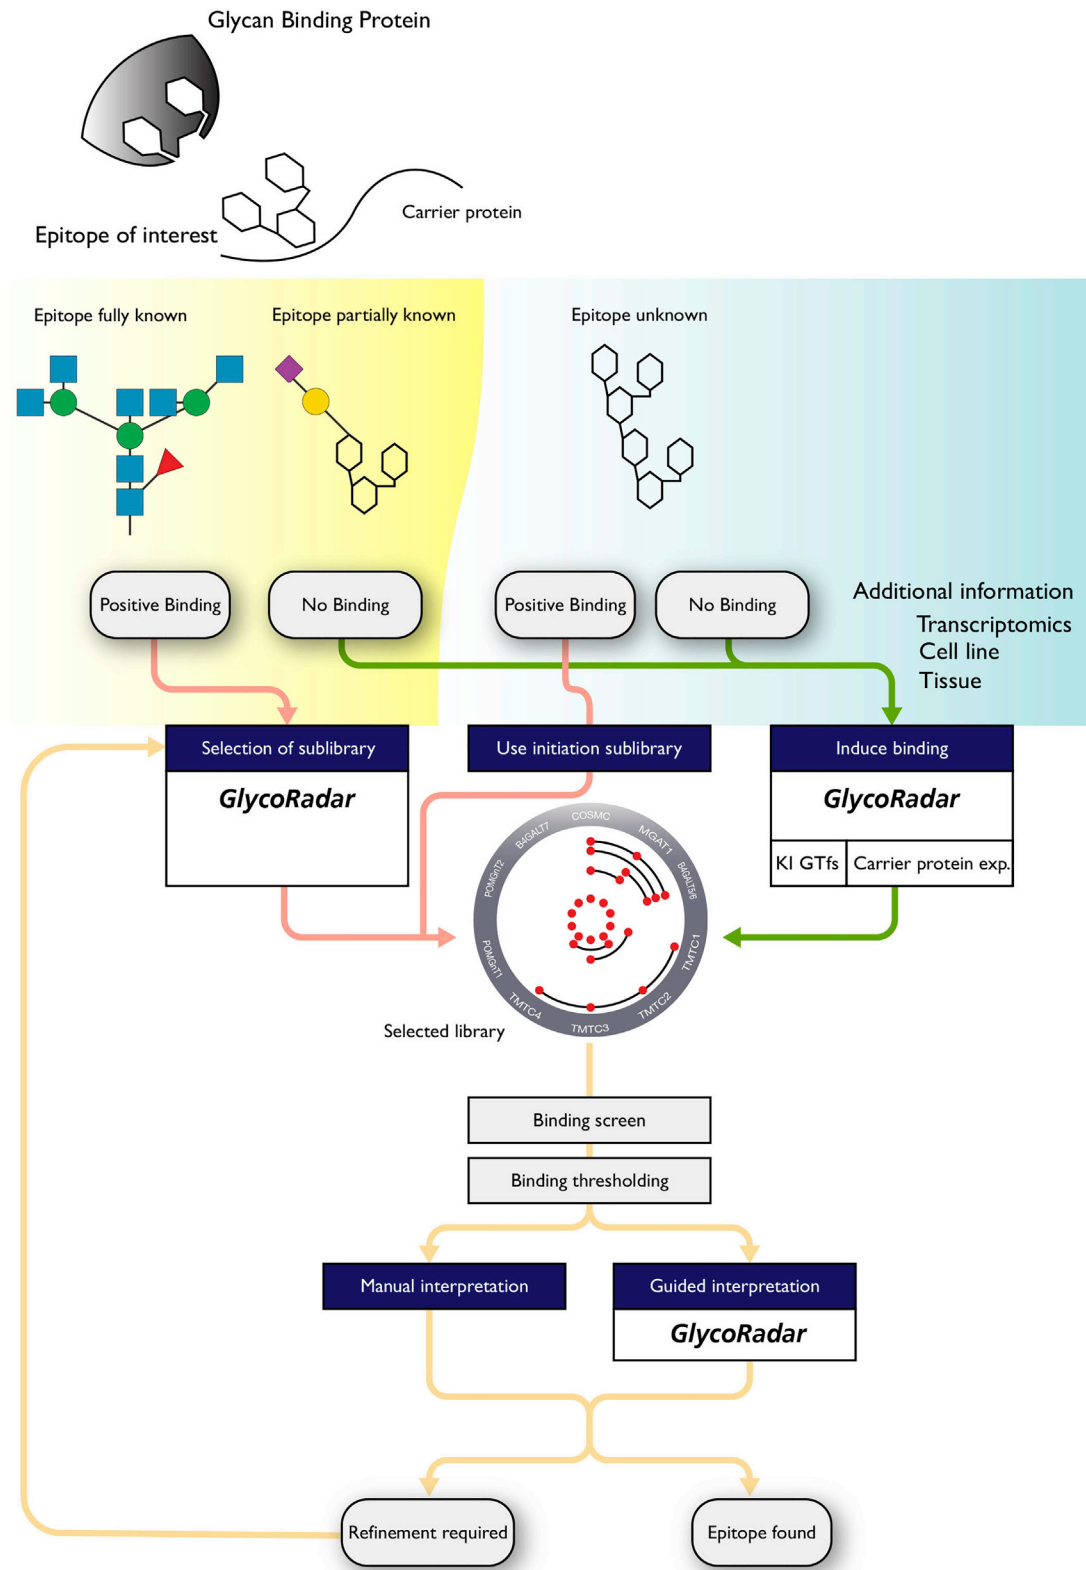 Glycan Binding Protein
Carrier protein
Epitope of interest
Epitope fully known
Epitope partially known
Epitope unknown
Positive Binding
No Binding
Positive Binding
No Binding
Additional information
Transcriptomics
Cell line
Tissue
Selection of sublibrary
GlycoRadar
Use initiation sublibrary
Induce binding
GlycoRadar
KI GTfs
Carrier protein exp.
COSMC
MGAT1
B4GALT5/6
TMTC1
TMTC2
TMTC3
TMTC4
POMGnT1
POMGnT2
B4GALT7
Selected library
Binding screen
Binding thresholding
Manual interpretation
Guided interpretation
GlycoRadar
Refinement required
Epitope found